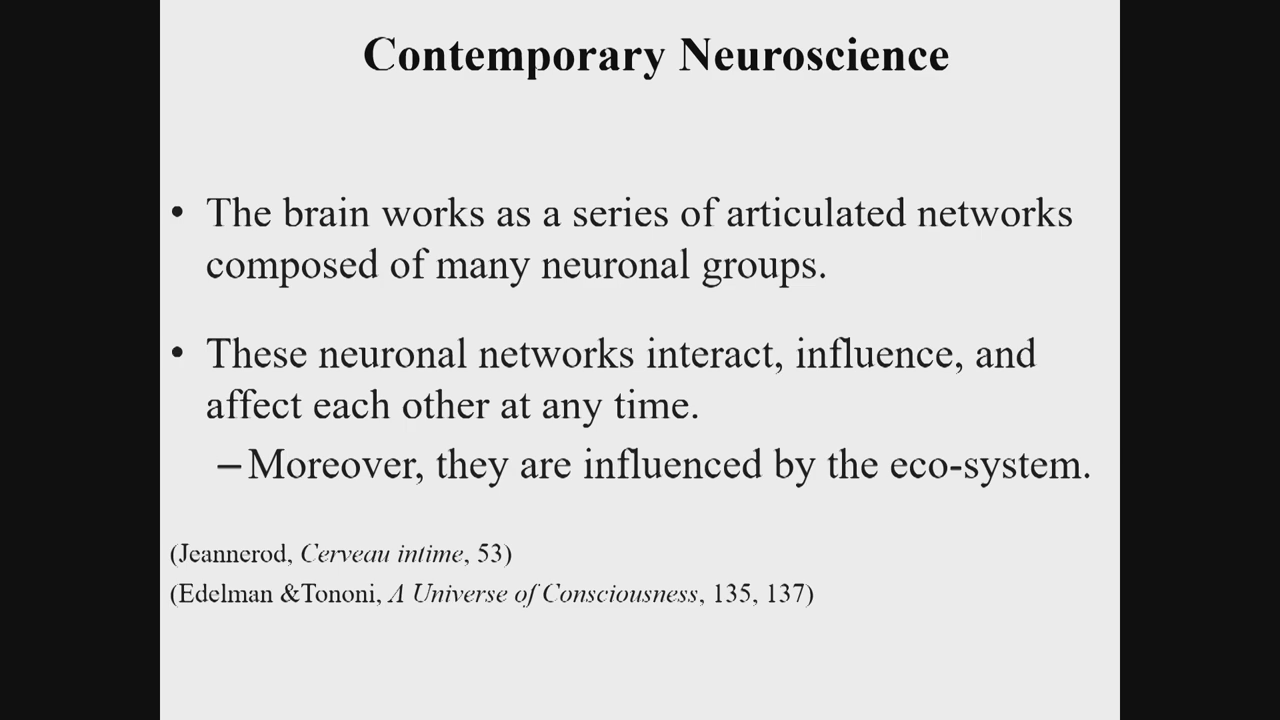 Contemporary Neuroscience
• The brain works as a series of articulated networks
composed of many neuronal groups.
• These neuronal networks interact, influence, and
affect each other at any time.
– Moreover, they are influenced by the eco-system.
(Jeannerod, Cerveau intime, 53)
(Edelman &Tononi, A Universe of Consciousness, 135, 137)